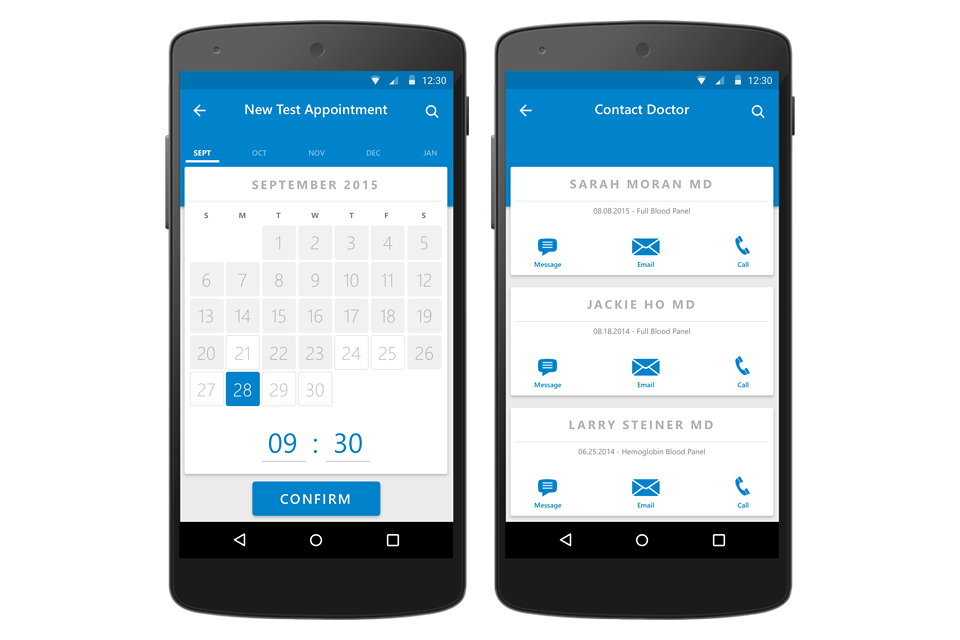 12:30
New Test Appointment
SEPT OCT NOV DEC JAN
SEPTEMBER 2015
S M T W T F S
1 2 3 4 5
6 7 8 9 10 11 12
13 14 15 16 17 18 19
20 21 22 23 24 25 26
27 28 29 30
09 : 30
CONFIRM
12:30
Contact Doctor
SARAH MORAN MD
08.08.2015 - Full Blood Panel
Message Email Call
JACKIE HO MD
08.18.2014 - Full Blood Panel
Message Email Call
LARRY STEINER MD
06.25.2014 - Hemoglobin Blood Panel
Message Email Call